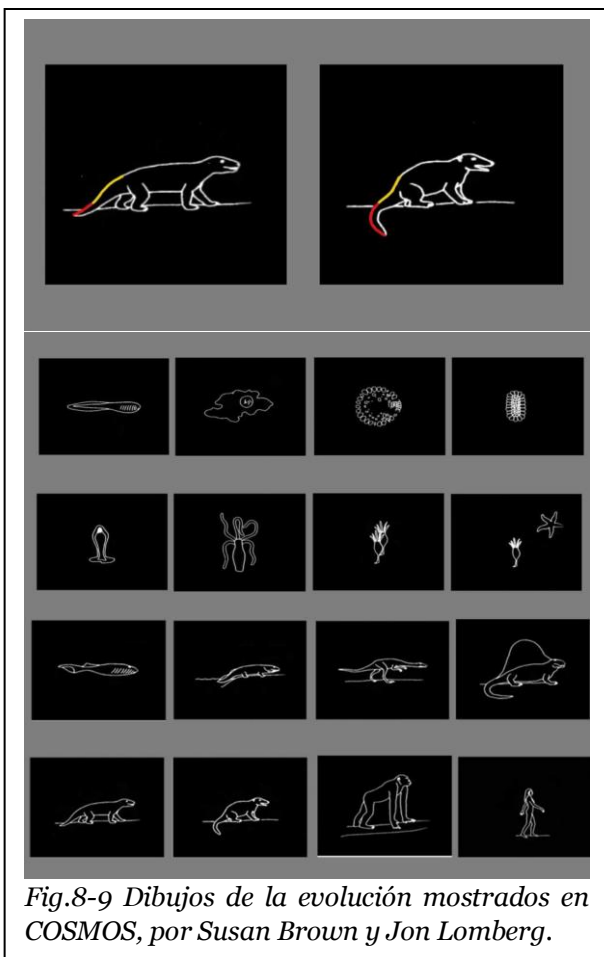 Fig.8-9 Dibujos de la evolución mostrados en
COSMOS, por Susan Brown y Jon Lomberg.